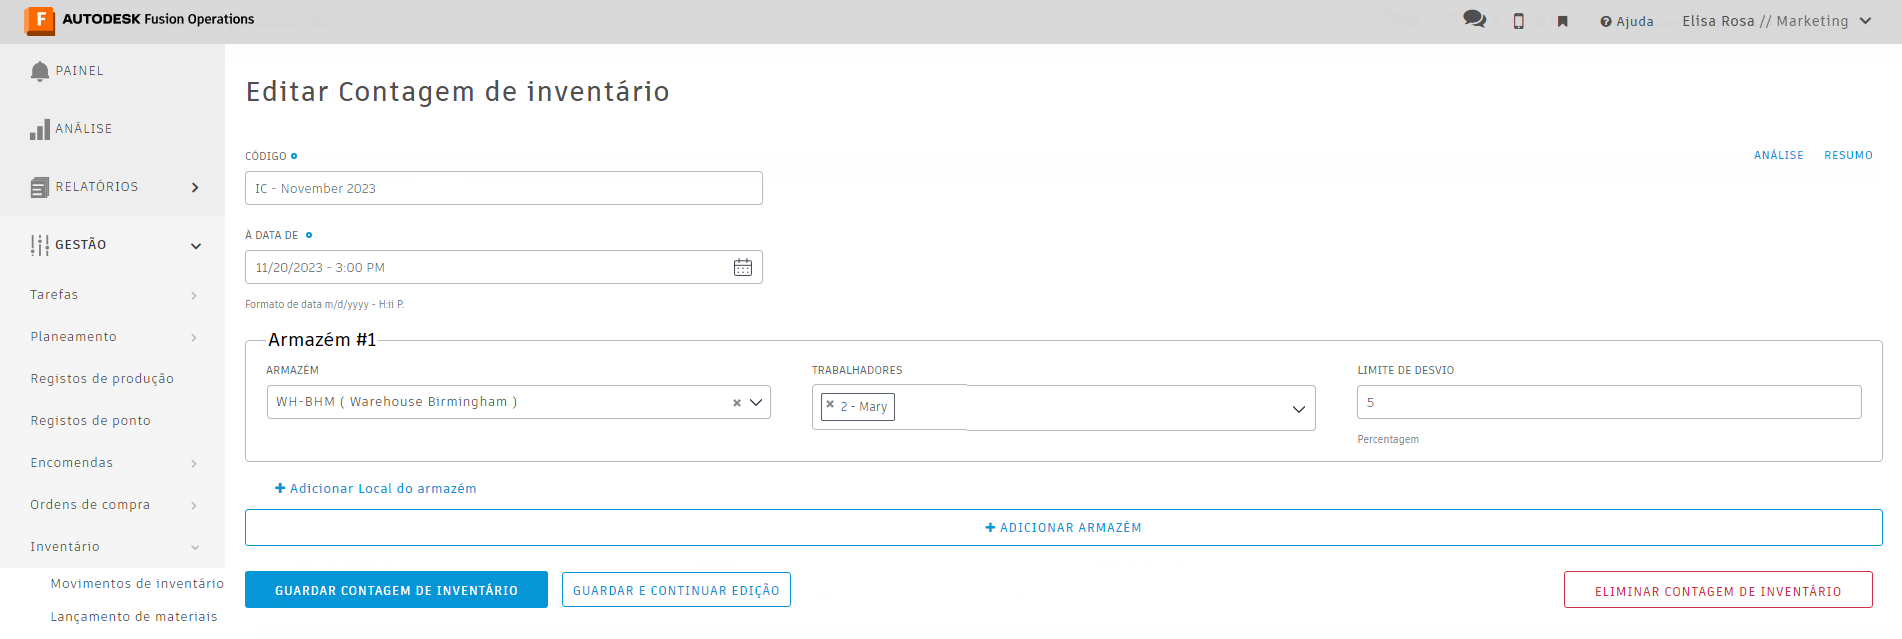 AUTODESK Fusion Operations
Ajuda
Elisa Rosa // Marketing
PAINEL
ANÁLISE
RELATÓRIOS
GESTÃO
Tarefas
Planeamento
Registos de produção
Registos de ponto
Encomendas
Ordens de compra
Inventário
Movimentos de inventário
Lançamento de materiais
Editar Contagem de inventário
ANÁLISE RESUMO
CÓDIGO
IC - November 2023
À DATA DE
11/20/2023 - 3:00 PM
Formato de data m/d/yyyy - H:ii P.
Armazém #1
ARMAZÉM
WH-BHM ( Warehouse Birmingham )
TRABALHADORES
2 - Mary
LIMITE DE DESVIO
5
Percentagem
Adicionar Local do armazém
ADICIONAR ARMAZÉM
GUARDAR CONTAGEM DE INVENTÁRIO
GUARDAR E CONTINUAR EDIÇÃO
ELIMINAR CONTAGEM DE INVENTÁRIO